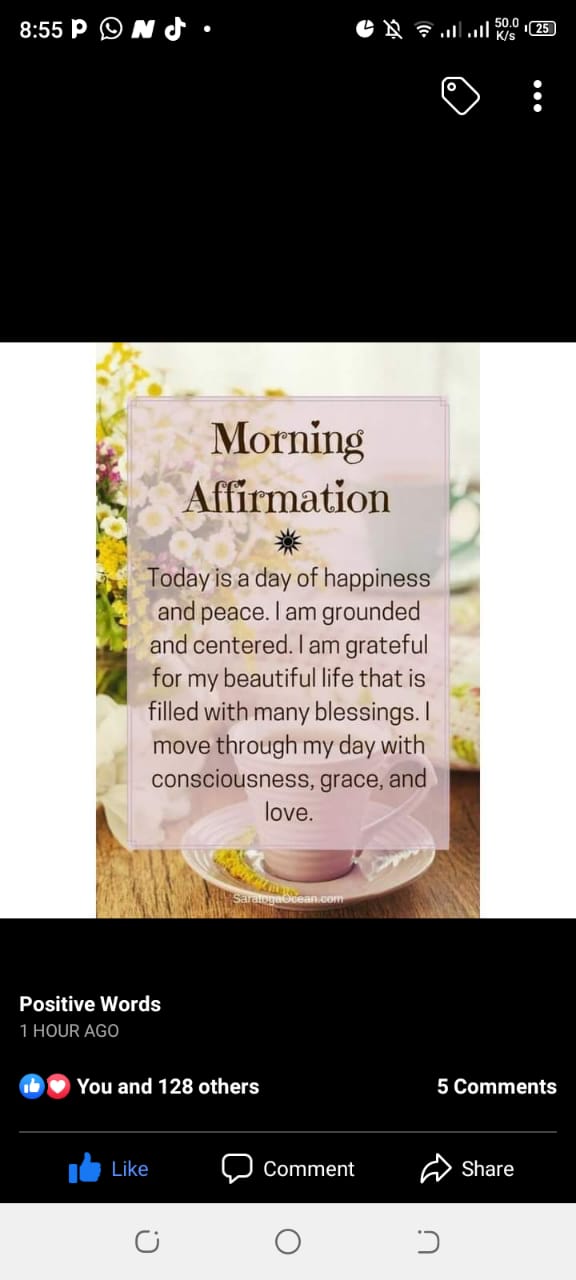 8:55
50.0
K/s
25
Morning
Affirmation
Today is a day of happiness
and peace. I am grounded
and centered. I am grateful
for my beautiful life that is
filled with many blessings. I
move through my day with
consciousness, grace, and
love.
SaratogaOcean.com
Positive Words
1 HOUR AGO
You and 128 others
5 Comments
Like
Comment
Share